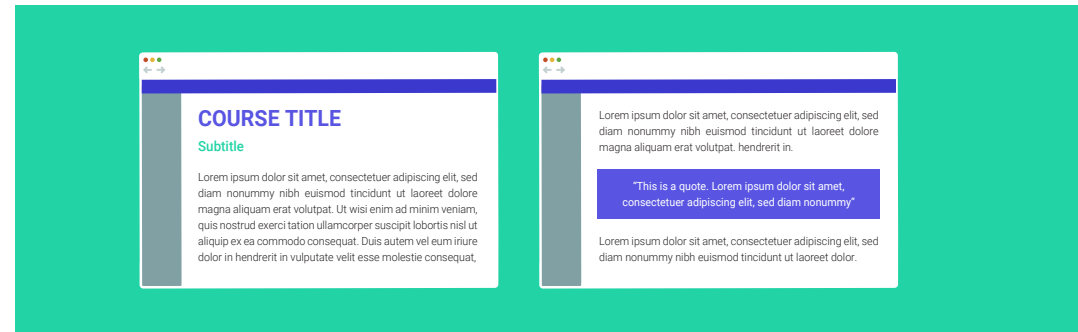 COURSE TITLE
Subtitle
Lorem ipsum dolor sit amet, consectetuer adipiscing elit, sed
diam nonummy nibh euismod tincidunt ut laoreet dolore
magna aliquam erat volutpat. Ut wisi enim ad minim veniam,
quis nostrud exerci tation ullamcorper suscipit lobortis nisl ut
aliquip ex ea commodo consequat. Duis autem vel eum iriure
dolor in hendrerit in vulputate velit esse molestie consequat,
Lorem ipsum dolor sit amet, consectetuer adipiscing elit, sed
diam nonummy nibh euismod tincidunt ut laoreet dolore
magna aliquam erat volutpat. hendrerit in.
“This is a quote. Lorem ipsum dolor sit amet,
consectetuer adipiscing elit, sed diam nonummy”
Lorem ipsum dolor sit amet, consectetuer adipiscing elit, sed
diam nonummy nibh euismod tincidunt ut laoreet dolor.